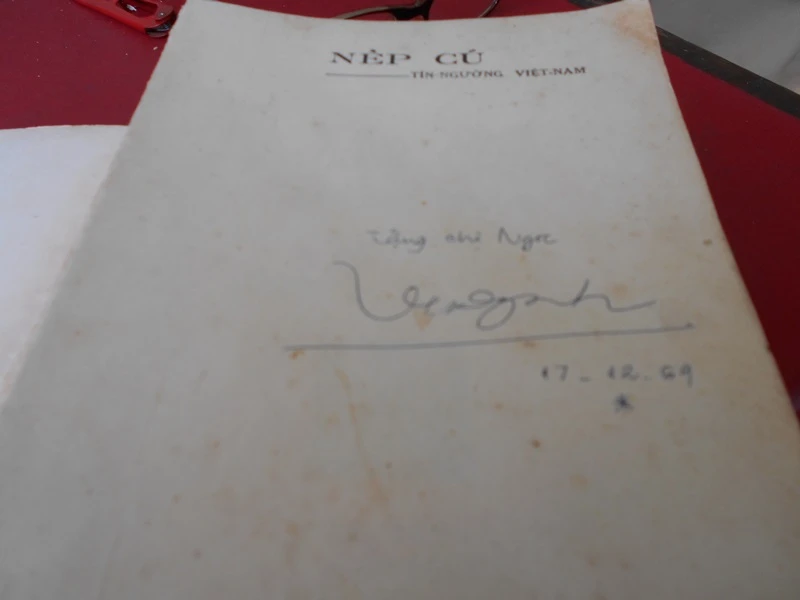 NẾP CŨ
TÍN-NGƯỠNG VIỆT-NAM
Tặng chị Ngọc
17-12-69